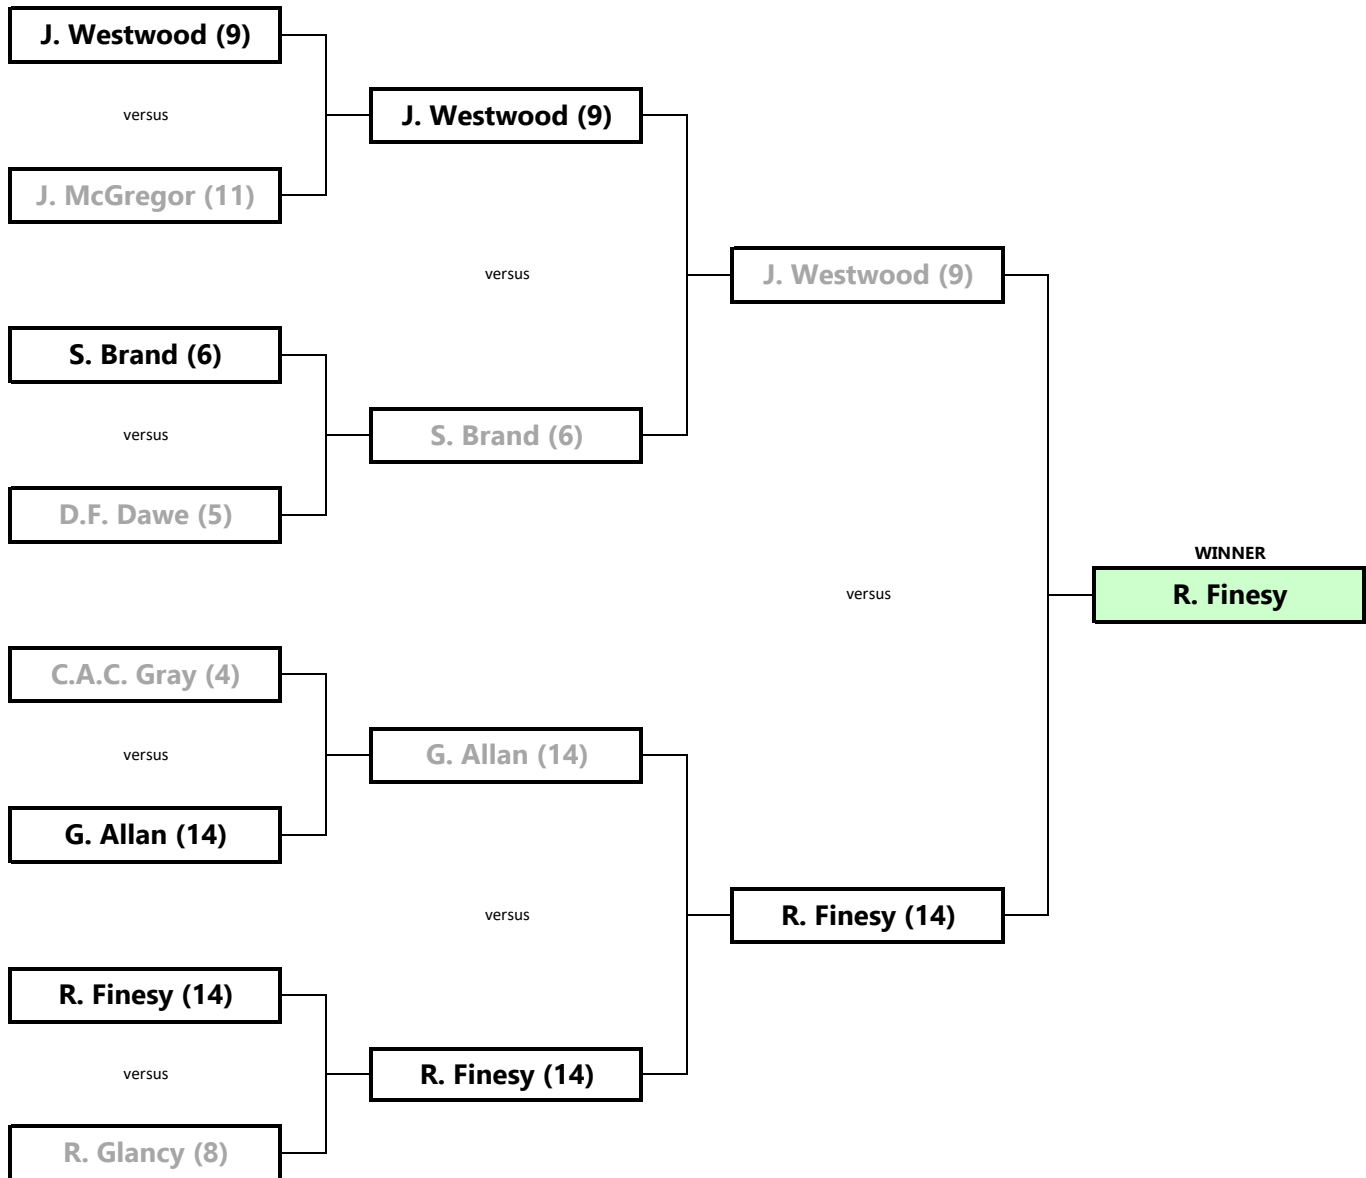 J. Westwood (9)
versus
J. Westwood (9)
J. McGregor (11)
versus
J. Westwood (9)
S. Brand (6)
versus
S. Brand (6)
D.F. Dawe (5)
WINNER
versus
R. Finesy
C.A.C. Gray (4)
versus
G. Allan (14)
G. Allan (14)
versus
R. Finesy (14)
R. Finesy (14)
versus
R. Finesy (14)
R. Glancy (8)